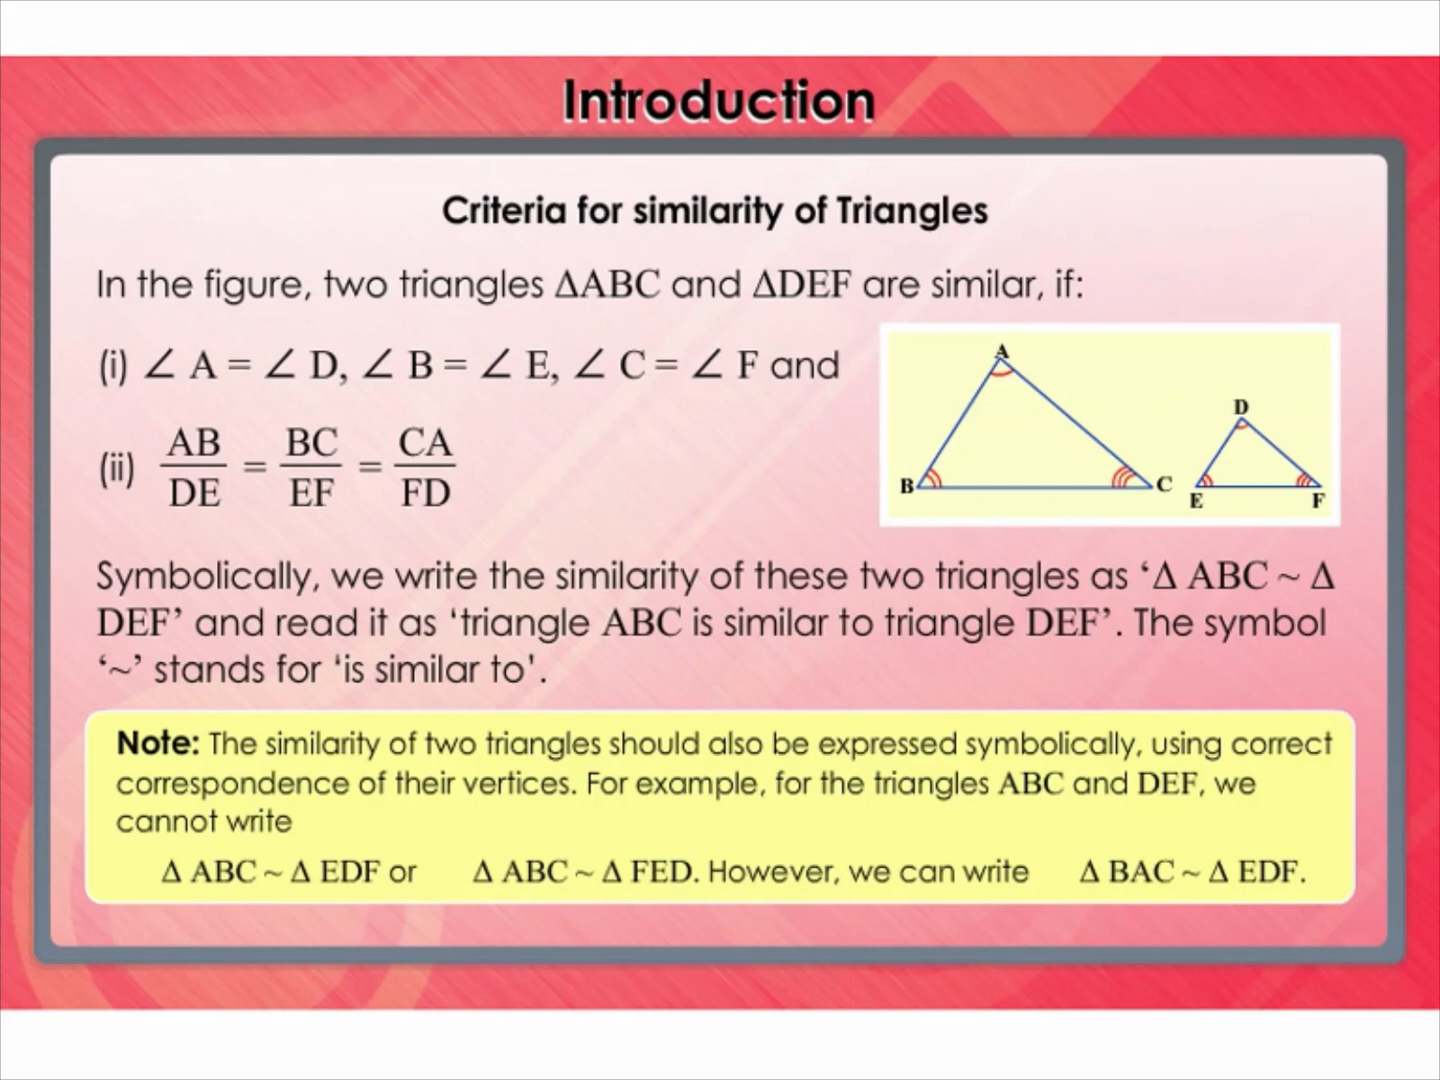 Introduction
Criteria for similarity of Triangles
In the figure, two triangles ΔABC and ΔDEF are similar, if:
(i) ∠ A = ∠ D, ∠ B = ∠ E, ∠ C = ∠ F and
(ii) AB/DE = BC/EF = CA/FD
A
B
C
D
E
F
Symbolically, we write the similarity of these two triangles as ‘Δ ABC ~ Δ
DEF’ and read it as ‘triangle ABC is similar to triangle DEF’. The symbol
‘~’ stands for ‘is similar to’.
Note: The similarity of two triangles should also be expressed symbolically, using correct
correspondence of their vertices. For example, for the triangles ABC and DEF, we
cannot write
Δ ABC ~ Δ EDF or Δ ABC ~ Δ FED. However, we can write Δ BAC ~ Δ EDF.